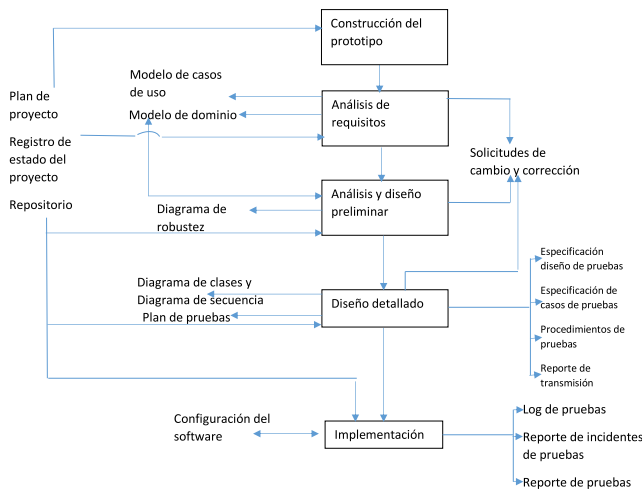 Construcción del
prototipo
Modelo de casos
de uso
Plan de
proyecto
Modelo de dominio
Análisis de
requisitos
Registro de
estado del
proyecto
Solicitudes de
cambio y corrección
Repositorio
Análisis y diseño
preliminar
Diagrama de
robustez
Especificación
diseño de pruebas
Diagrama de clases y
Diagrama de secuencia
Plan de pruebas
Diseño detallado
Especificación de
casos de pruebas
Procedimientos de
pruebas
Reporte de
transmisión
Configuración del
software
Implementación
Log de pruebas
Reporte de incidentes
de pruebas
Reporte de pruebas